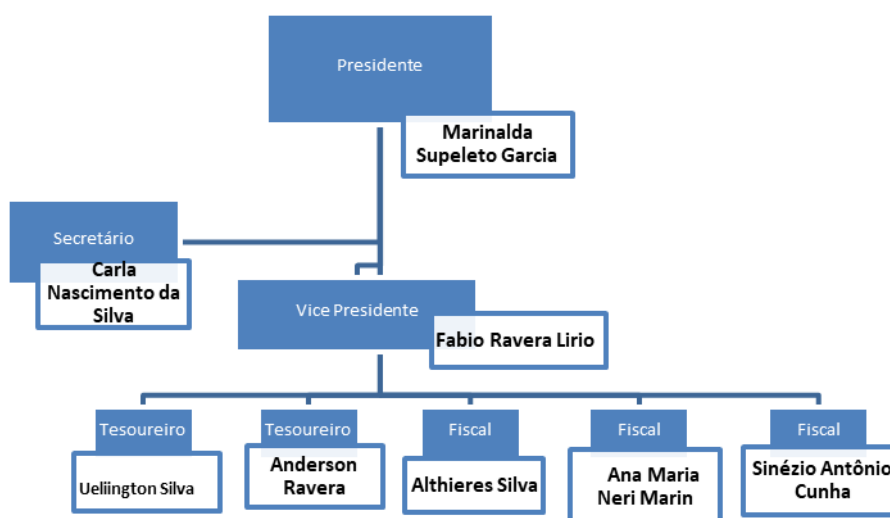 Presidente
Marinalda
Supeleto Garcia
Secretário
Carla
Nascimento da
Silva
Vice Presidente
Fabio Ravera Lirio
Tesoureiro
Ueliington Silva
Tesoureiro
Anderson
Ravera
Fiscal
Althieres Silva
Fiscal
Ana Maria
Neri Marin
Fiscal
Sinézio Antônio
Cunha